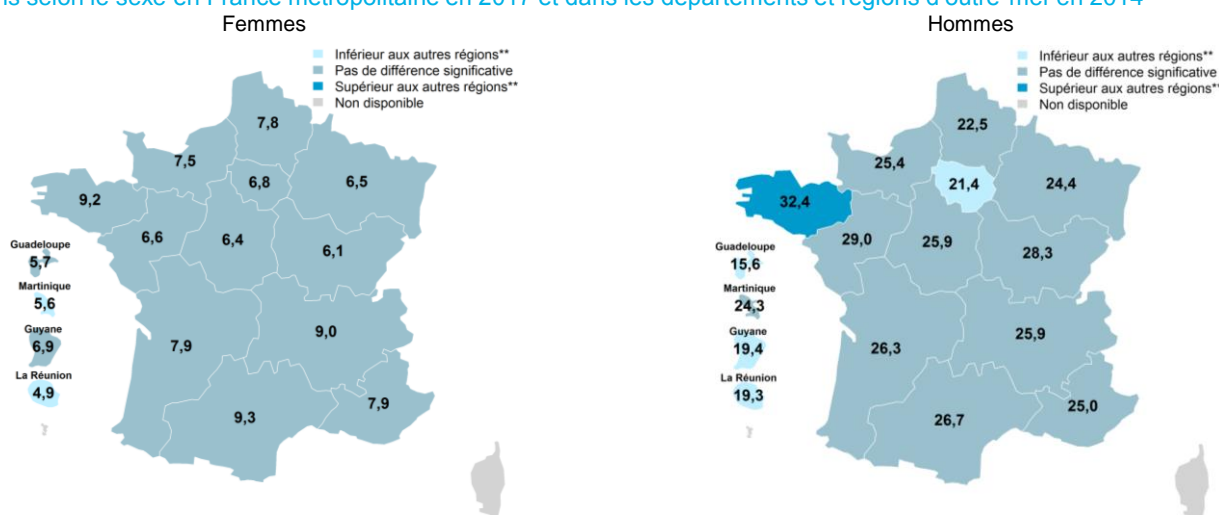 ns selon le sexe en France métropolitaine en 2017 et dans les départements et régions d'outre-mer en 2014
Femmes
Inférieur aux autres régions**
Pas de différence significative
Supérieur aux autres régions**
Non disponible
7,8
7,5
6,8
6,5
9,2
6,6
6,4
6,1
Guadeloupe
5,7
Martinique
5,6
Guyane
6,9
La Réunion
4,9
9,0
7,9
9,3
7,9
Hommes
Inférieur aux autres régions**
Pas de différence significative
Supérieur aux autres régions**
Non disponible
22,5
25,4
21,4
24,4
32,4
29,0
25,9
28,3
Guadeloupe
15,6
Martinique
24,3
Guyane
19,4
La Réunion
19,3
25,9
26,3
26,7
25,0